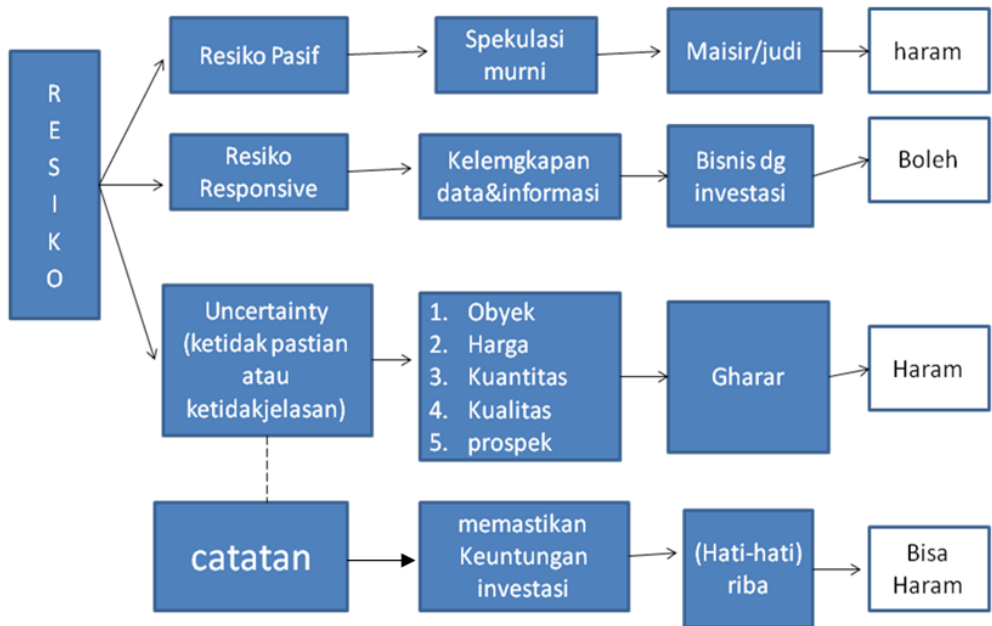 R
E
S
I
K
O
Resiko Pasif
Spekulasi
murni
Maisir/judi
haram
Resiko
Responsive
Kelemgkapan
data&informasi
Bisnis dg
investasi
Boleh
Uncertainty
(ketidak pastian
atau
ketidakjelasan)
1. Obyek
2. Harga
3. Kuantitas
4. Kualitas
5. prospek
Gharar
Haram
catatan
memastikan
Keuntungan
investasi
(Hati-hati)
riba
Bisa
Haram